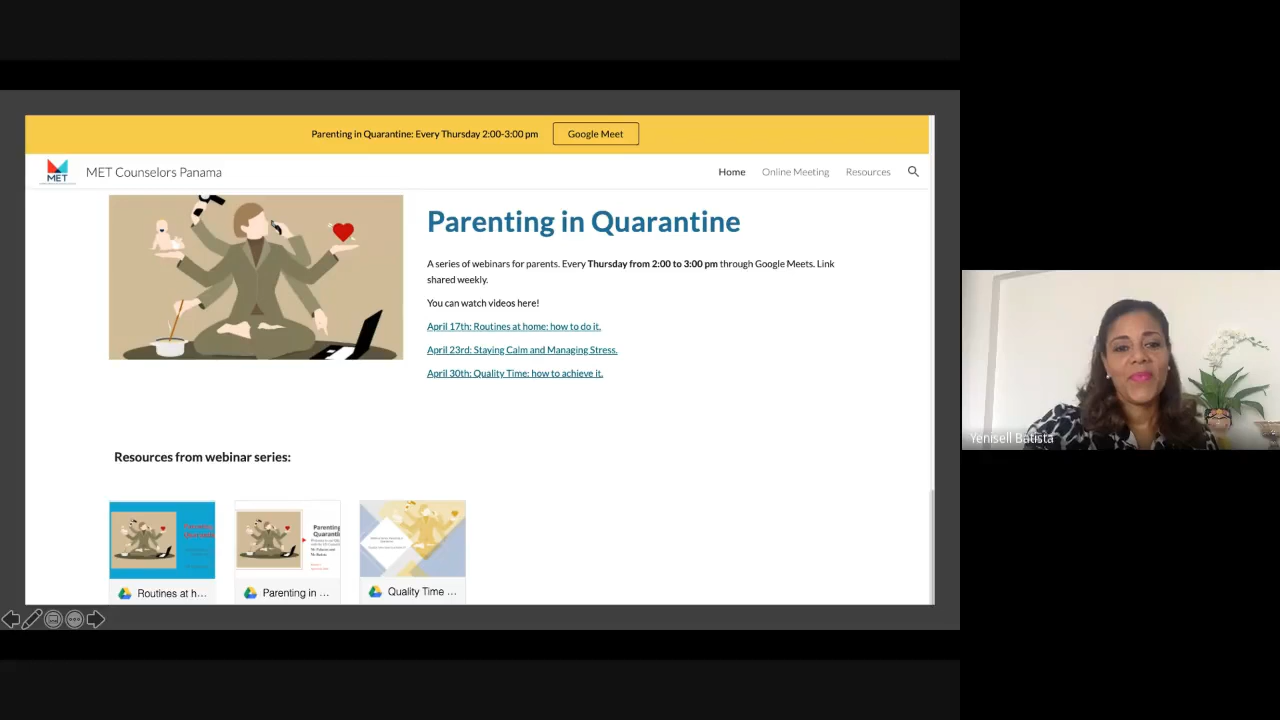 Parenting in Quarantine: Every Thursday 2:00-3:00 pm
Google Meet
MET
MET Counselors Panama
Home
Online Meeting
Resources
Parenting in Quarantine
A series of webinars for parents. Every Thursday from 2:00 to 3:00 pm through Google Meets. Link
shared weekly.
You can watch videos here!
April 17th: Routines at home: how to do it.
April 23rd: Staying Calm and Managing Stress.
April 30th: Quality Time: how to achieve it.
Resources from webinar series:
Routines at h...
Parenting in ...
Quality Time ...
Yenisell Batista